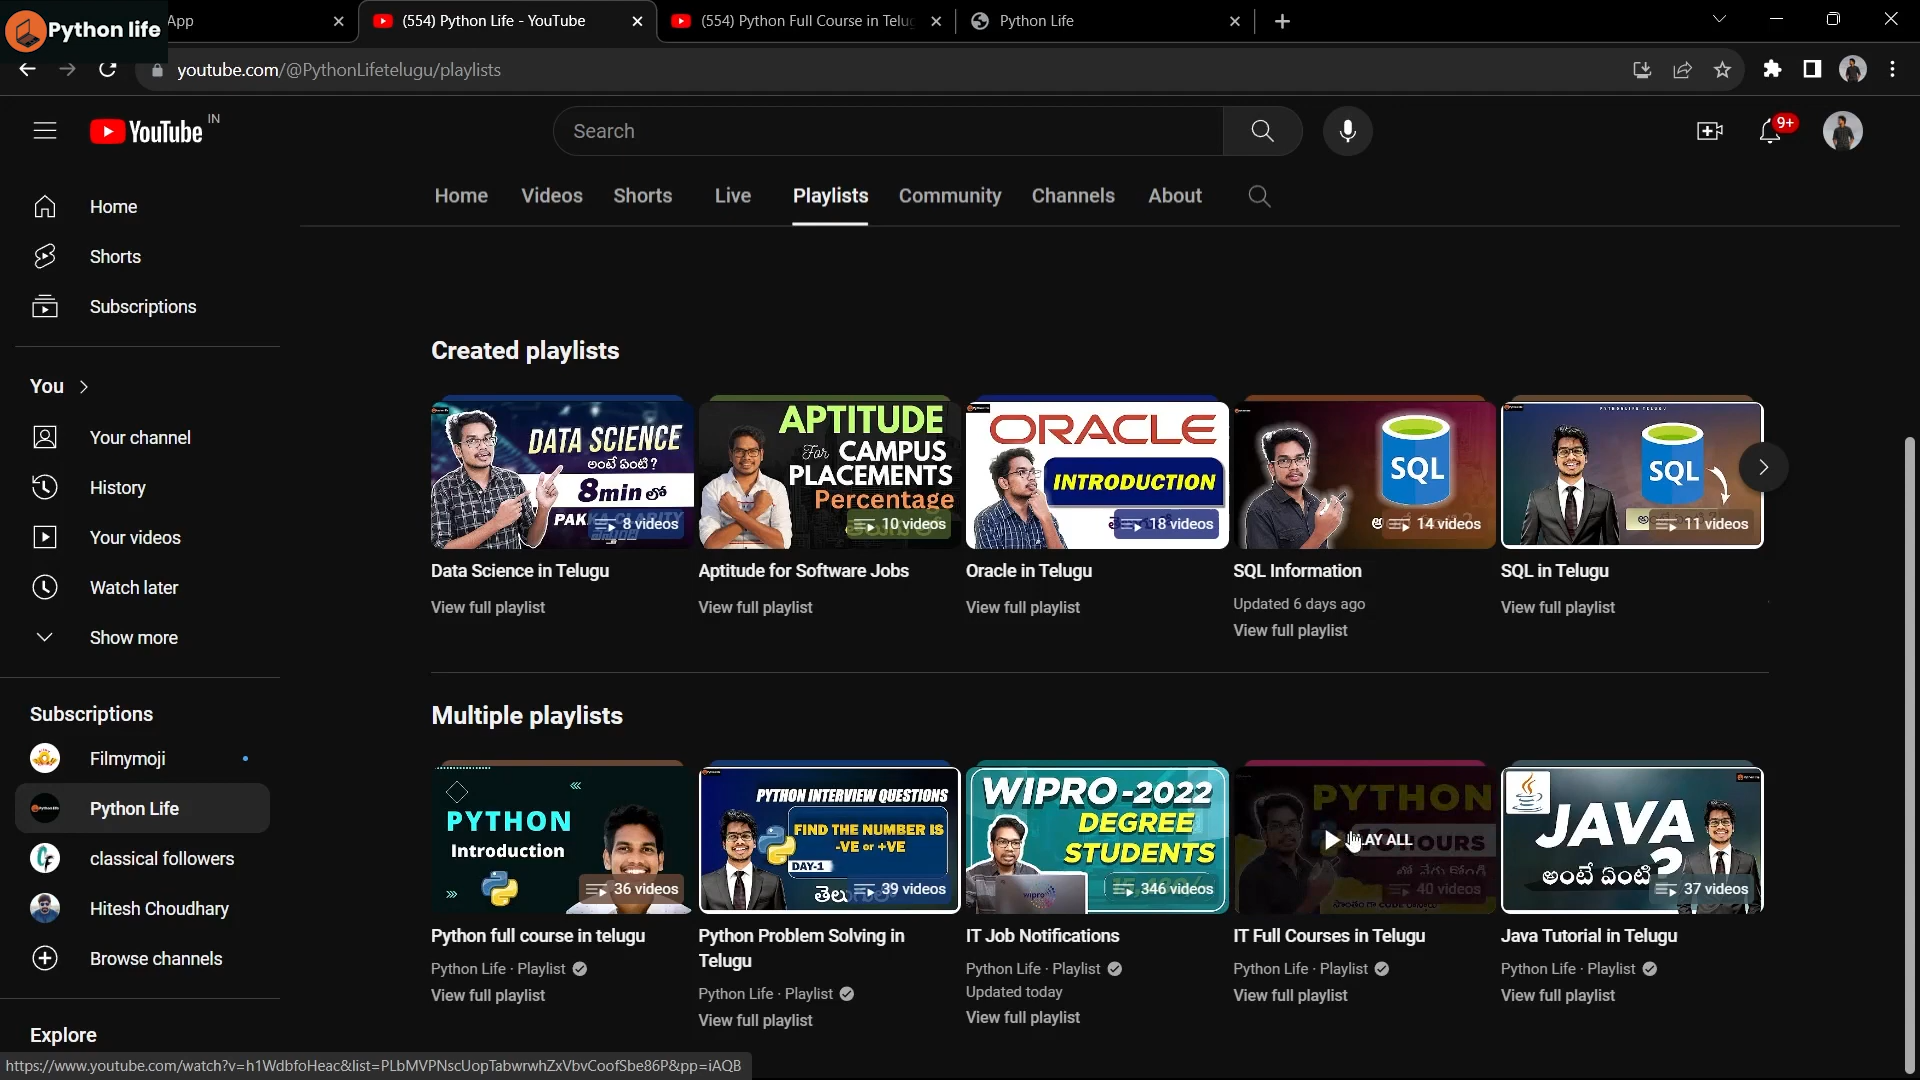 Python life
App
(554) Python Life - YouTube
(554) Python Full Course in Telug
Python Life
youtube.com/@PythonLifetelugu/playlists
YouTube
IN
Search
9+
Home
Videos
Shorts
Live
Playlists
Community
Channels
About
Home
Shorts
Subscriptions
You
Your channel
History
Your videos
Watch later
Show more
Subscriptions
Filmymoji
Python Life
classical followers
Hitesh Choudhary
Browse channels
Explore
Created playlists
DATA SCIENCE
అంటే ఏంటి ?
8min లో
8 videos
Data Science in Telugu
View full playlist
APTITUDE
For CAMPUS
PLACEMENTS
Percentage
10 videos
Aptitude for Software Jobs
View full playlist
ORACLE
INTRODUCTION
18 videos
Oracle in Telugu
View full playlist
SQL
14 videos
SQL Information
Updated 6 days ago
View full playlist
PYTHONLIFE TELUGU
SQL
11 videos
SQL in Telugu
View full playlist
Multiple playlists
PYTHON
Introduction
36 videos
Python full course in telugu
Python Life · Playlist
View full playlist
PYTHON INTERVIEW QUESTIONS
FIND THE NUMBER IS
-VE or +VE
DAY-1
39 videos
Python Problem Solving in
Telugu
Python Life · Playlist
View full playlist
WIPRO -2022
DEGREE
STUDENTS
wipro
346 videos
IT Job Notifications
Python Life · Playlist
Updated today
View full playlist
PYTHON
PLAY ALL
40 videos
IT Full Courses in Telugu
Python Life · Playlist
View full playlist
JAVA
అంటే ఏంటి ?
37 videos
Java Tutorial in Telugu
Python Life · Playlist
View full playlist
https://www.youtube.com/watch?v=h1WdbfoHeac&list=PLbMVPNscUopTabwrwhZxVbvCoofSbe86P&pp=iAQB